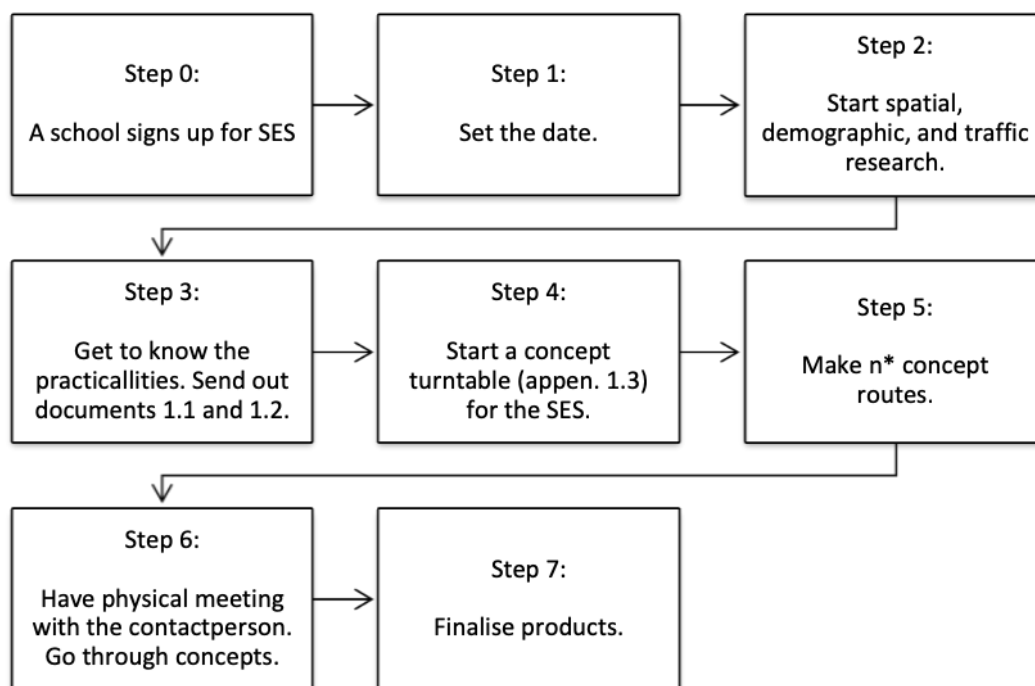 Step 0:
A school signs up for SES
Step 1:
Set the date.
Step 2:
Start spatial,
demographic, and traffic
research.
Step 3:
Get to know the
practicallities. Send out
documents 1.1 and 1.2.
Step 4:
Start a concept
turntable (appen. 1.3)
for the SES.
Step 5:
Make n* concept
routes.
Step 6:
Have physical meeting
with the contactperson.
Go through concepts.
Step 7:
Finalise products.